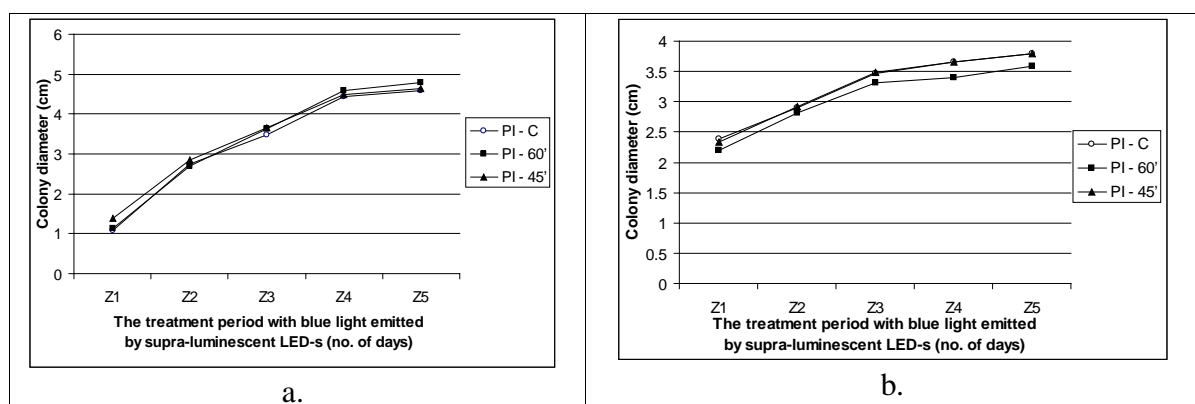 6
5
4
3
2
1
0
Colony diameter (cm)
Z1 Z2 Z3 Z4 Z5
The treatment period with blue light emitted
by supra-luminescent LED-s (no. of days)
PI - C
PI - 60'
PI - 45'
a.
4
3.5
3
2.5
2
1.5
1
0.5
0
Colony diameter (cm)
Z1 Z2 Z3 Z4 Z5
The treatment period with blue light emitted
by supra-luminescent LED-s (no. of days)
PI - C
PI - 60'
PI - 45'
b.